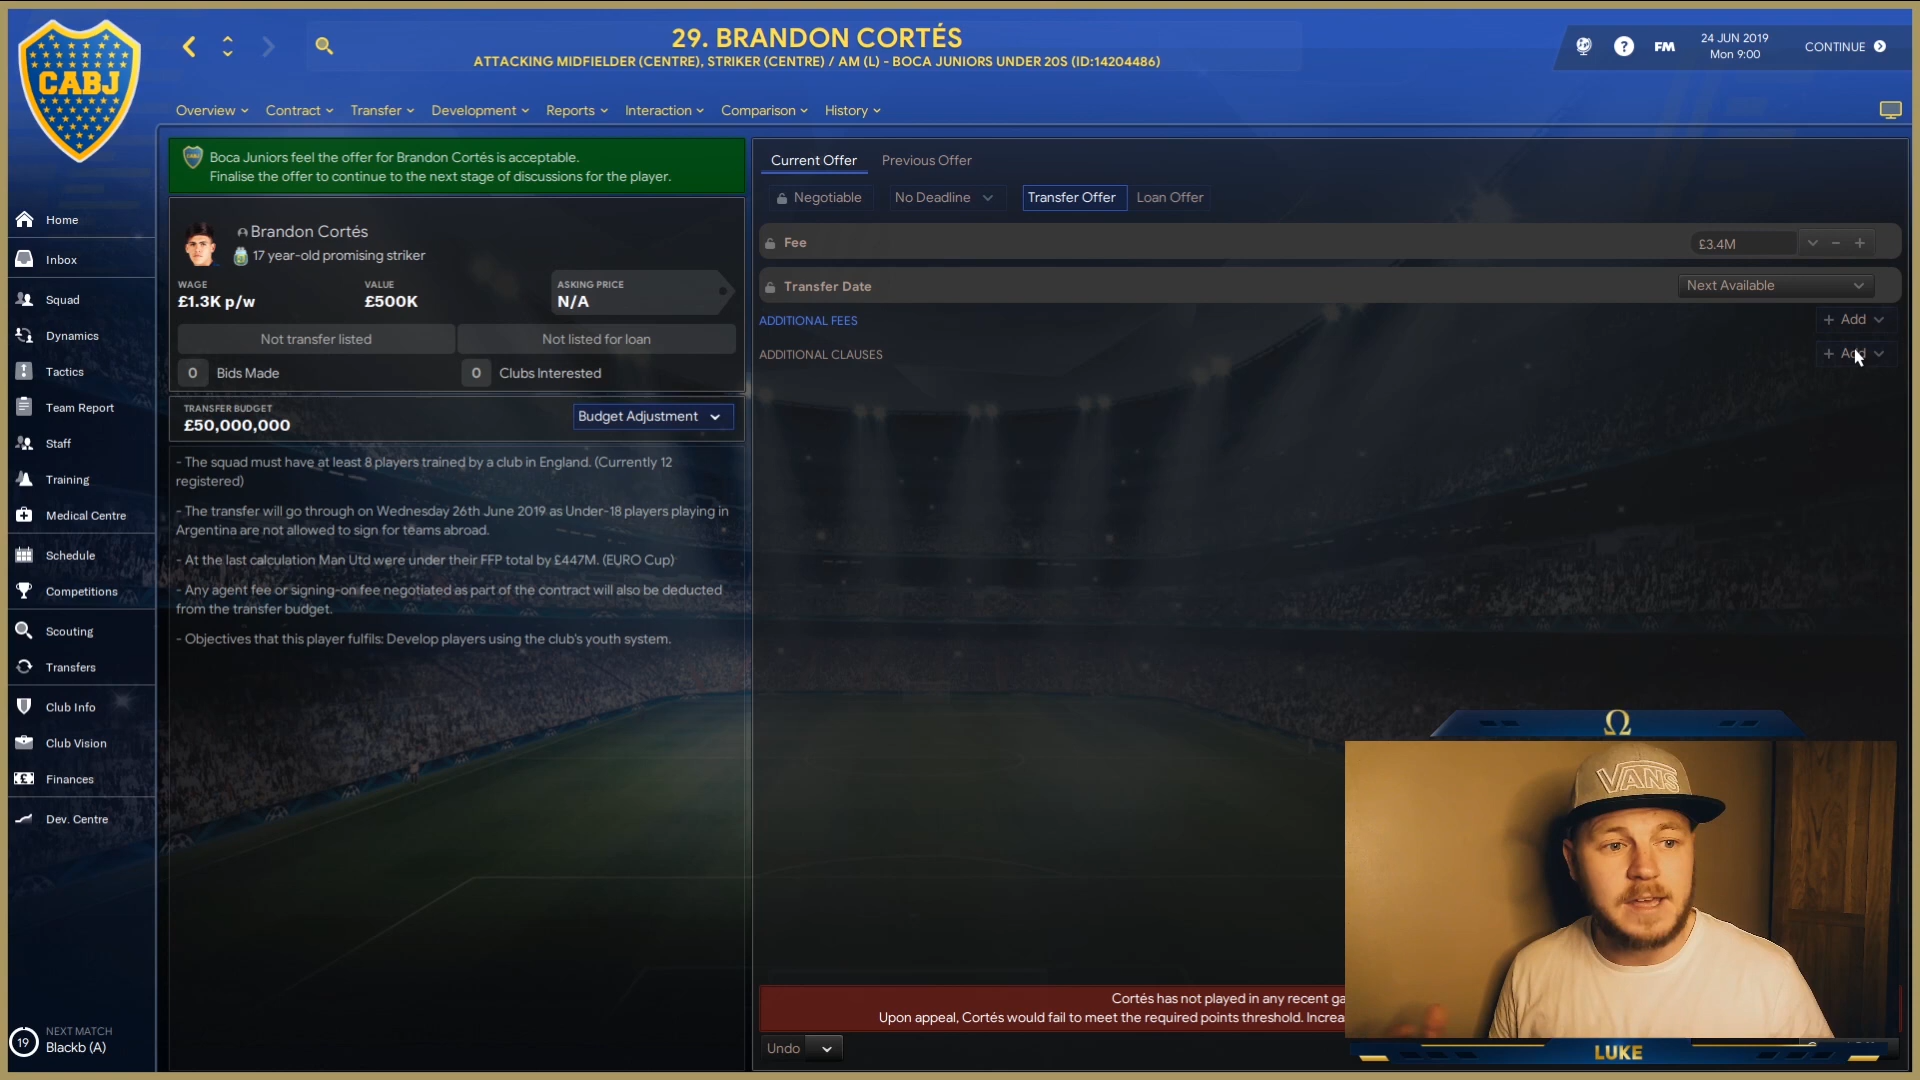 29. BRANDON CORTÉS
ATTACKING MIDFIELDER (CENTRE), STRIKER (CENTRE) / AM (L) - BOCA JUNIORS UNDER 20S (ID:14204486)
CABJ
? FM
24 JUN 2019
Mon 9:00
CONTINUE
Overview
Contract
Transfer
Development
Reports
Interaction
Comparison
History
Home
Inbox
Squad
Dynamics
Tactics
Team Report
Staff
Training
Medical Centre
Schedule
Competitions
Scouting
Transfers
Club Info
Club Vision
Finances
Dev. Centre
19
NEXT MATCH
Blackb (A)
Boca Juniors feel the offer for Brandon Cortés is acceptable.
Finalise the offer to continue to the next stage of discussions for the player.
Brandon Cortés
17 year-old promising striker
WAGE
£1.3K p/w
VALUE
£500K
ASKING PRICE
N/A
Not transfer listed
Not listed for loan
0 Bids Made
0 Clubs Interested
TRANSFER BUDGET
£50,000,000
Budget Adjustment
- The squad must have at least 8 players trained by a club in England. (Currently 12
registered)
- The transfer will go through on Wednesday 26th June 2019 as Under-18 players playing in
Argentina are not allowed to sign for teams abroad.
- At the last calculation Man Utd were under their FFP total by £447M. (EURO Cup)
- Any agent fee or signing-on fee negotiated as part of the contract will also be deducted
from the transfer budget.
- Objectives that this player fulfils: Develop players using the club's youth system.
Current Offer
Previous Offer
Negotiable
No Deadline
Transfer Offer
Loan Offer
Fee
£3.4M
Transfer Date
Next Available
ADDITIONAL FEES
+ Add
ADDITIONAL CLAUSES
+ Add
Cortés has not played in any recent ga
Upon appeal, Cortés would fail to meet the required points threshold. Increa
Undo
Ω
VANS
LUKE